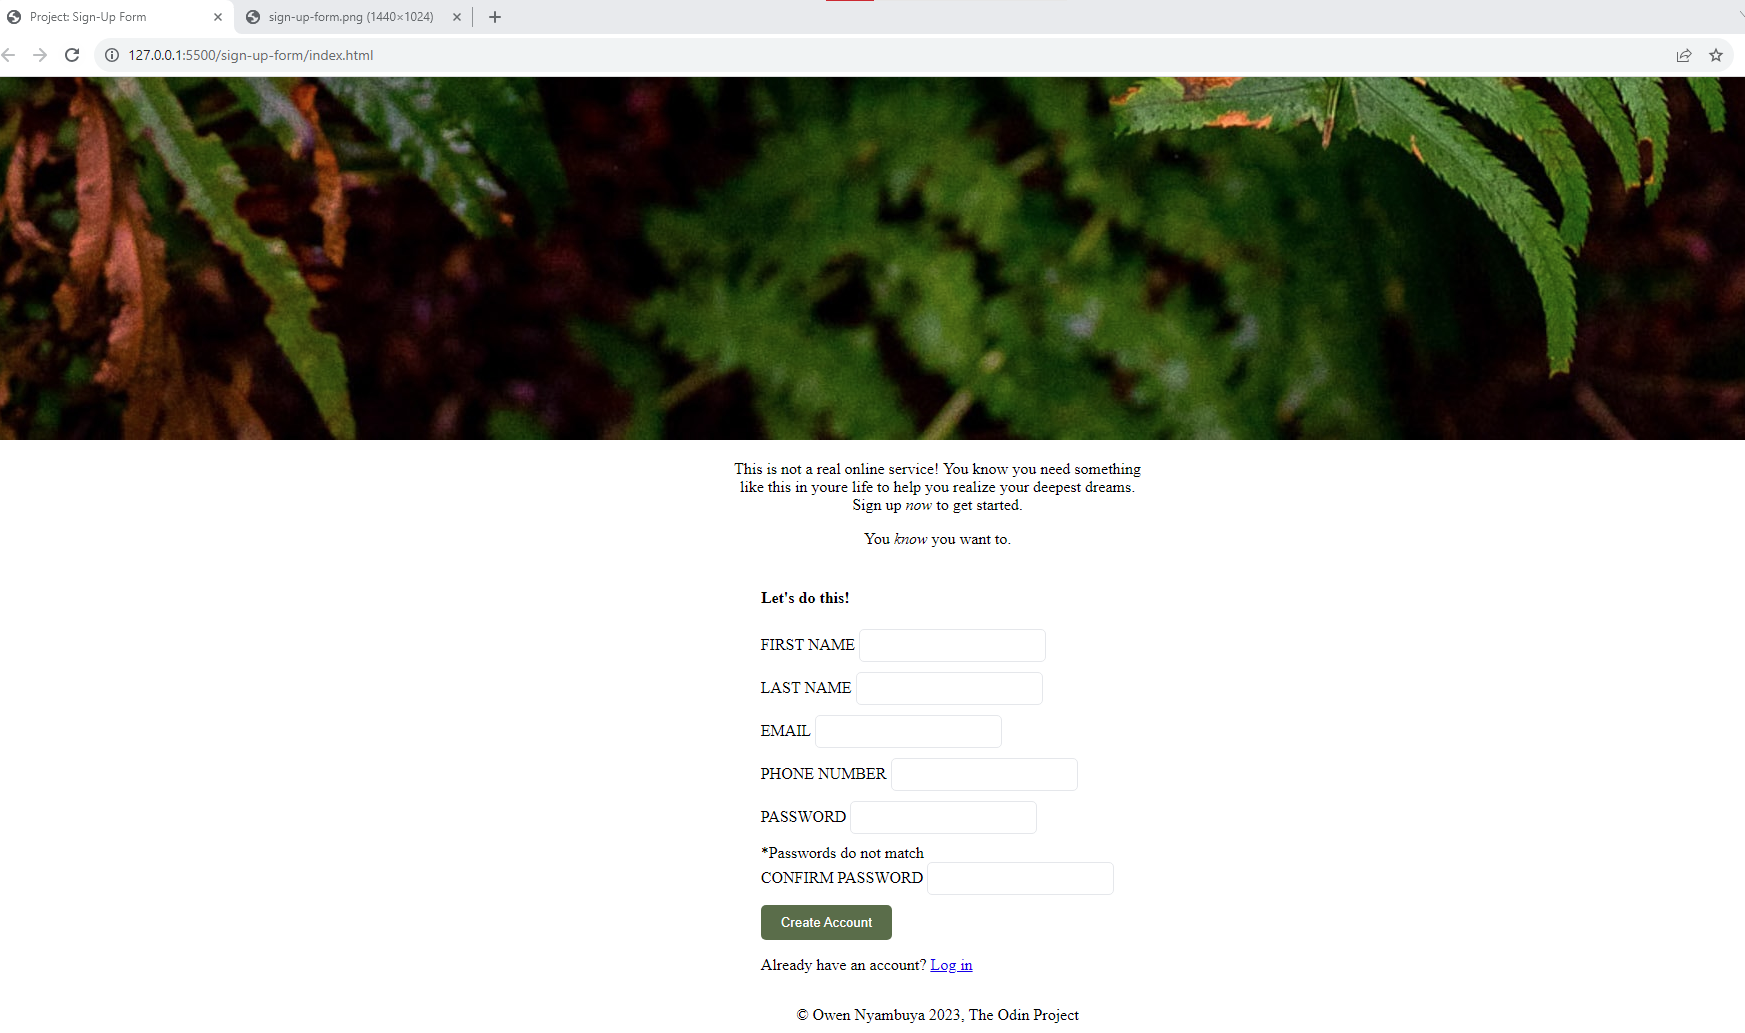 Project: Sign-Up Form
sign-up-form.png (1440×1024)
127.0.0.1:5500/sign-up-form/index.html
This is not a real online service! You know you need something
like this in youre life to help you realize your deepest dreams.
Sign up now to get started.
You know you want to.
Let's do this!
FIRST NAME
LAST NAME
EMAIL
PHONE NUMBER
PASSWORD
*Passwords do not match
CONFIRM PASSWORD
Create Account
Already have an account? Log in
© Owen Nyambuya 2023, The Odin Project